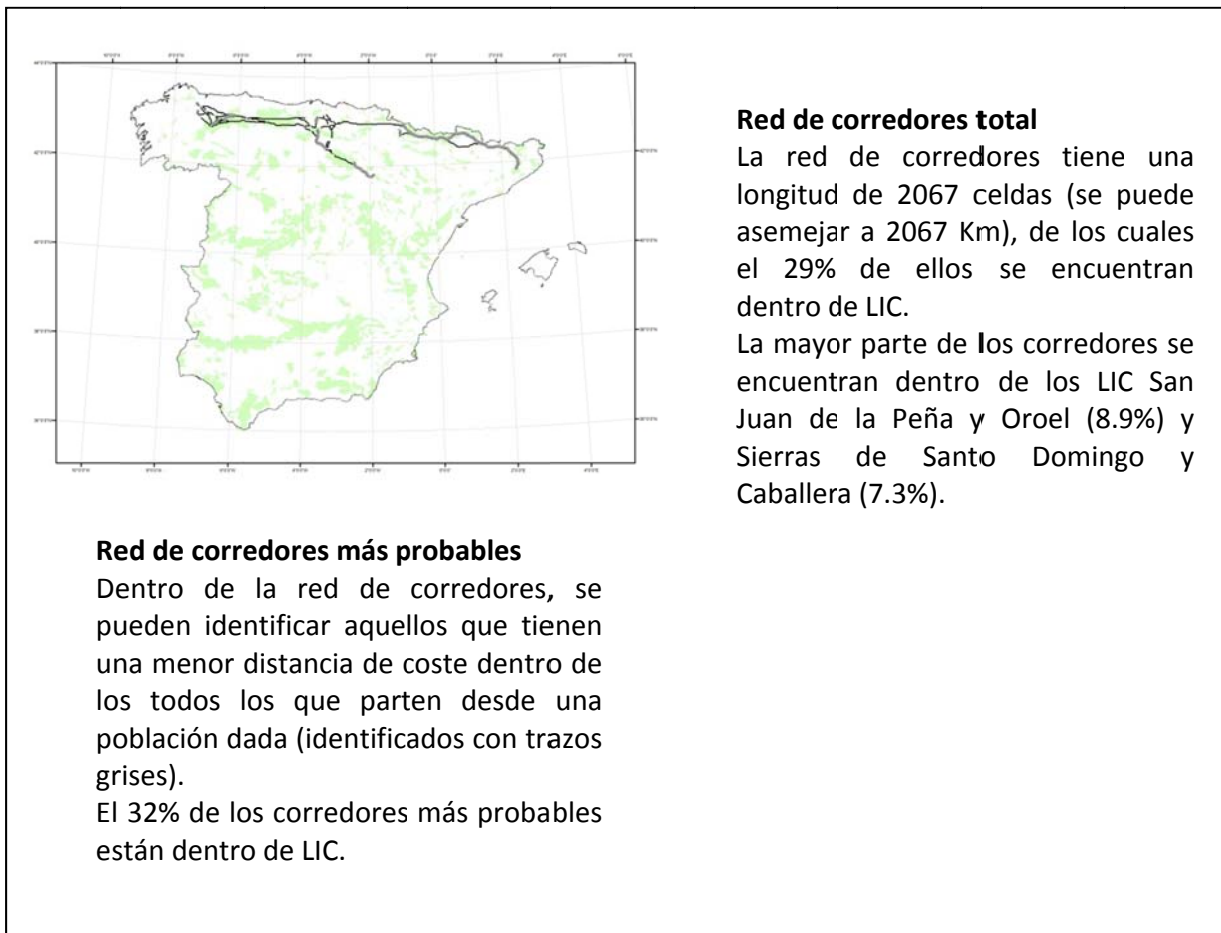 Red de corredores total
La red de corredores tiene una
longitud de 2067 celdas (se puede
asemejar a 2067 Km), de los cuales
el 29% de ellos se encuentran
dentro de LIC.
La mayor parte de los corredores se
encuentran dentro de los LIC San
Juan de la Peña y Oroel (8.9%) y
Sierras de Santo Domingo y
Caballera (7.3%).
Red de corredores más probables
Dentro de la red de corredores, se
pueden identificar aquellos que tienen
una menor distancia de coste dentro de
los todos los que parten desde una
población dada (identificados con trazos
grises).
El 32% de los corredores más probables
están dentro de LIC.